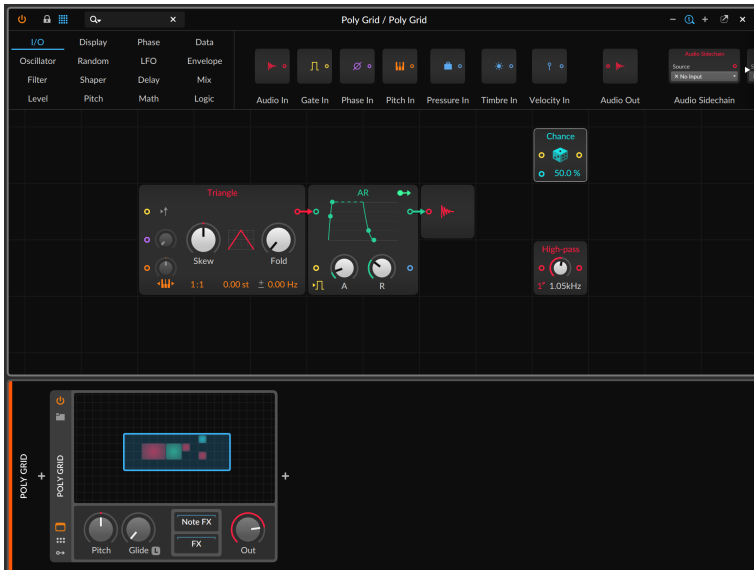 Poly Grid / Poly Grid
I/O Display Phase Data
Oscillator Random LFO Envelope
Filter Shaper Delay Mix
Level Pitch Math Logic
Audio Sidechain
Source
× No Input
Audio In Gate In Phase In Pitch In Pressure In Timbre In Velocity In Audio Out Audio Sidechain
Chance
50.0 %
Triangle
Skew Fold
1:1 0.00 st ± 0.00 Hz
AR
A R
High-pass
1.05kHz
POLY GRID
POLY GRID
Pitch Glide L
Note FX
FX
Out